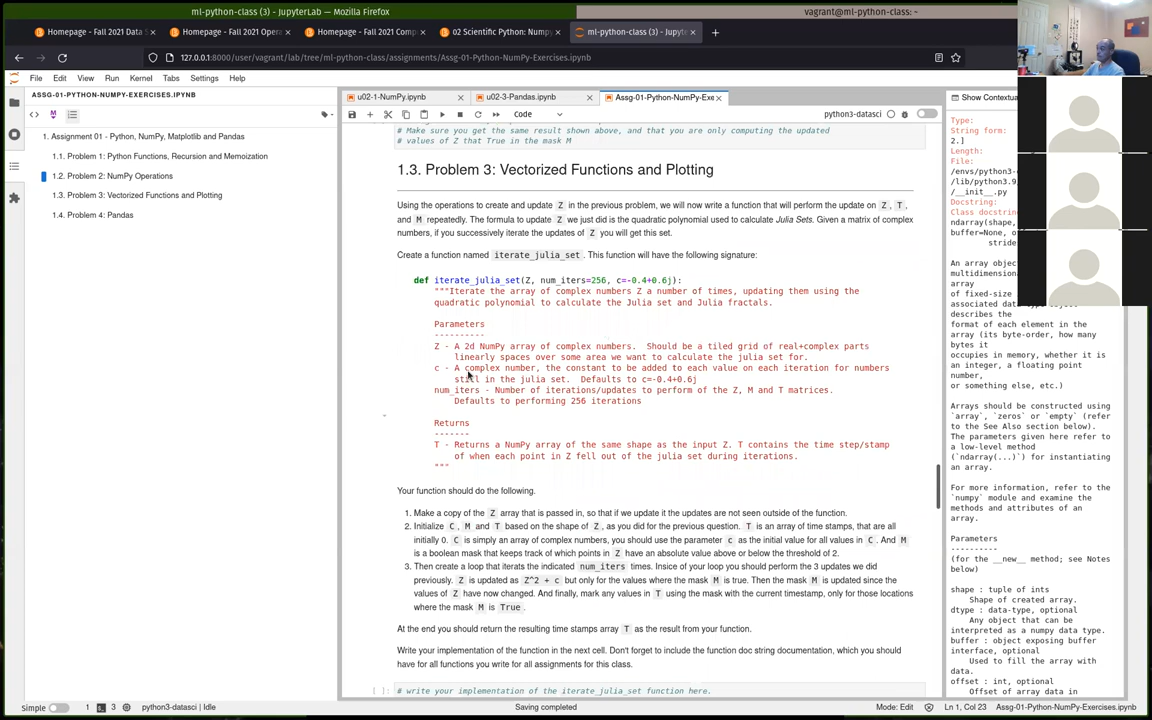 ml-python-class (3) - JupyterLab — Mozilla Firefox
vagrant@ml-python-class: ~
Homepage - Fall 2021 Data S
Homepage - Fall 2021 Opera
Homepage - Fall 2021 Comp
02 Scientific Python: Nump
ml-python-class (3) - Jupyte
127.0.0.1:8000/user/vagrant/lab/tree/ml-python-class/assignments/Assg-01-Python-NumPy-Exercises.ipynb
File Edit View Run Kernel Tabs Settings Help
ASSG-01-PYTHON-NUMPY-EXERCISES.IPYNB
1. Assignment 01 - Python, NumPy, Matplotlib and Pandas
1.1. Problem 1: Python Functions, Recursion and Memoization
1.2. Problem 2: NumPy Operations
1.3. Problem 3: Vectorized Functions and Plotting
1.4. Problem 4: Pandas
u02-1-NumPy.ipynb
u02-3-Pandas.ipynb
Assg-01-Python-NumPy-Exe
Code
python3-datasci
# Make sure you get the same result shown above, and that you are only computing the updated
# values of Z that True in the mask M
1.3. Problem 3: Vectorized Functions and Plotting
Using the operations to create and update Z in the previous problem, we will now write a function that will perform the update on Z, T,
and M repeatedly. The formula to update Z we just did is the quadratic polynomial used to calculate Julia Sets. Given a matrix of complex
numbers, if you successively iterate the updates of Z you will get this set.
Create a function named iterate_julia_set. This function will have the following signature:
def iterate_julia_set(Z, num_iters=256, c=-0.4+0.6j):
"""Iterate the array of complex numbers Z a number of times, updating them using the
quadratic polynomial to calculate the Julia set and Julia fractals.
Parameters
----------
Z - A 2d NumPy array of complex numbers. Should be a tiled grid of real+complex parts
linearly spaces over some area we want to calculate the julia set for.
c - A complex number, the constant to be added to each value on each iteration for numbers
still in the julia set. Defaults to c=-0.4+0.6j
num_iters - Number of iterations/updates to perform of the Z, M and T matrices.
Defaults to performing 256 iterations
Returns
-------
T - Returns a NumPy array of the same shape as the input Z. T contains the time step/stamp
of when each point in Z fell out of the julia set during iterations.
"""
Your function should do the following.
1. Make a copy of the Z array that is passed in, so that if we update it the updates are not seen outside of the function.
2. Initialize C, M and T based on the shape of Z, as you did for the previous question. T is an array of time stamps, that are all
initially 0. C is simply an array of complex numbers, you should use the parameter c as the initial value for all values in C. And M
is a boolean mask that keeps track of which points in Z have an absolute value above or below the threshold of 2.
3. Then create a loop that iterates the indicated num_iters times. Insice of your loop you should perform the 3 updates we did
previously. Z is updated as Z^2 + c but only for the values where the mask M is true. Then the mask M is updated since the
values of Z have now changed. And finally, mark any values in T using the mask with the current timestamp, only for those locations
where the mask M is True.
At the end you should return the resulting time stamps array T as the result from your function.
Write your implementation of the function in the next cell. Don't forget to include the function doc string documentation, which you should
have for all functions you write for all assignments for this class.
[ ]: # write your implementation of the iterate_julia_set function here.
Show Contextua
Type:
String form:
2.]
Length:
File:
/envs/python3-
/lib/python3.9/
/__init__.py
Docstring:
Class docstring
ndarray(shape,
buffer=None, o
stride
An array objec
multidimension
array
of fixed-size
associated data
describes the
format of each element in the
array (its byte-order, how
many bytes it
occupies in memory, whether it is
an integer, a floating point
number,
or something else, etc.)
Arrays should be constructed using
`array`, `zeros` or `empty` (refer
to the See Also section below).
The parameters given here refer to
a low-level method
(`ndarray(...)`) for instantiating
an array.
For more information, refer to the
`numpy` module and examine the
methods and attributes of an
array.
Parameters
----------
(for the __new__ method; see Notes
below)
shape : tuple of ints
Shape of created array.
dtype : data-type, optional
Any object that can be
interpreted as a numpy data type.
buffer : object exposing buffer
interface, optional
Used to fill the array with
data.
offset : int, optional
Offset of array data in
Simple 1 3 python3-datasci | Idle
Saving completed
Mode: Edit
Ln 1, Col 23
Assg-01-Python-NumPy-Exercises.ipynb